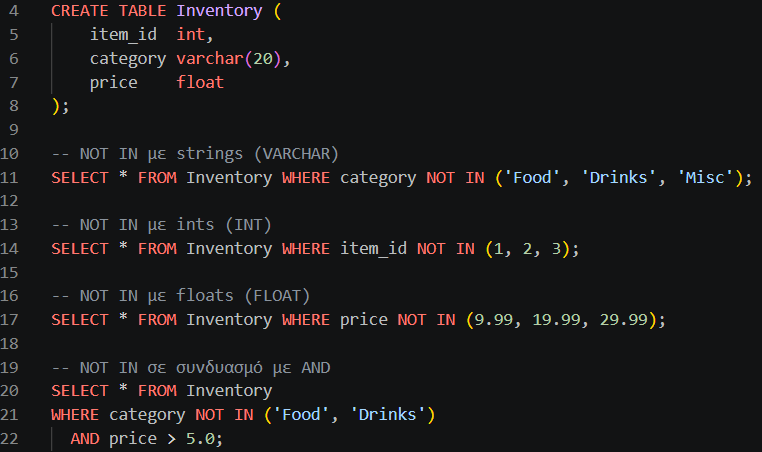 4 CREATE TABLE Inventory (
5 item_id int,
6 category varchar(20),
7 price float
8 );
9
10 -- NOT IN με strings (VARCHAR)
11 SELECT * FROM Inventory WHERE category NOT IN ('Food', 'Drinks', 'Misc');
12
13 -- NOT IN με ints (INT)
14 SELECT * FROM Inventory WHERE item_id NOT IN (1, 2, 3);
15
16 -- NOT IN με floats (FLOAT)
17 SELECT * FROM Inventory WHERE price NOT IN (9.99, 19.99, 29.99);
18
19 -- NOT IN σε συνδυασμό με AND
20 SELECT * FROM Inventory
21 WHERE category NOT IN ('Food', 'Drinks')
22 AND price > 5.0;